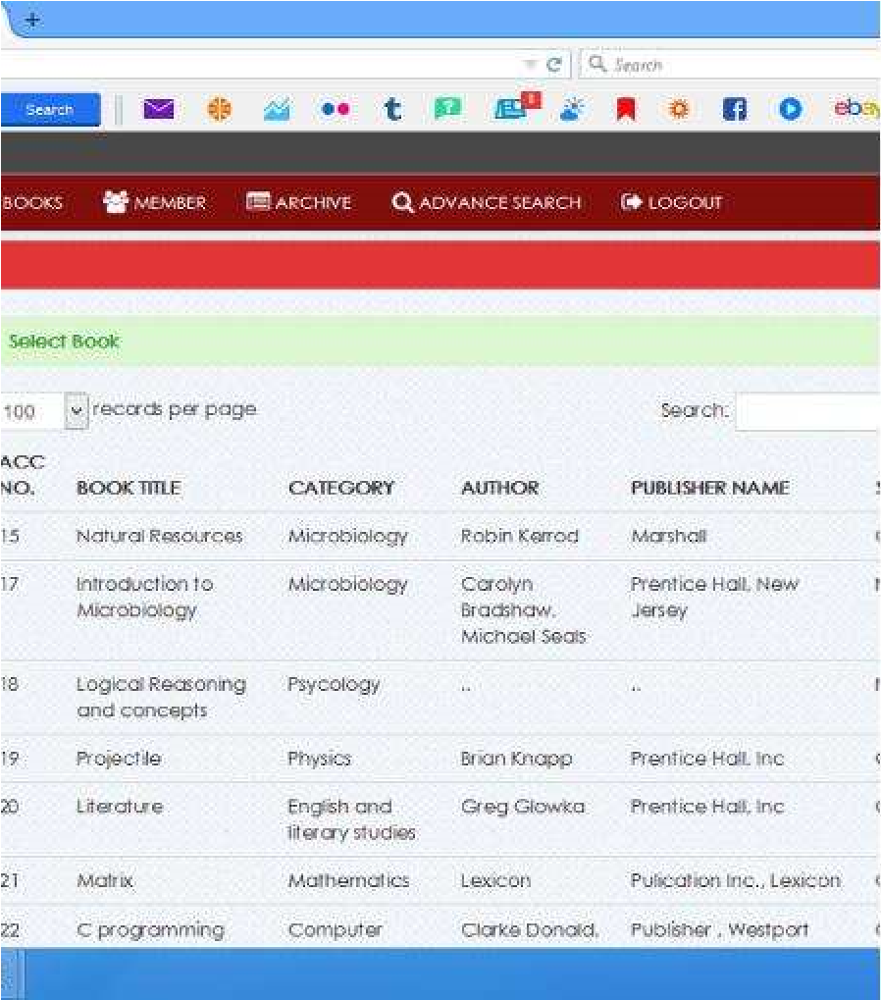 +
Search
Search t ? 1 f ebay
BOOKS MEMBER ARCHIVE ADVANCE SEARCH LOGOUT
Select Book
100 records per page Search:
ACC
NO. BOOK TITLE CATEGORY AUTHOR PUBLISHER NAME
15 Natural Resources Microbiology Robin Kerrod Marshall
17 Introduction to Microbiology Carolyn Prentice Hall, New
Microbiology Bradshaw, Jersey
Michael Seals
18 Logical Reasoning Psycology .. ..
and concepts
19 Projectile Physics Brian Knapp Prentice Hall, Inc
20 Literature English and Greg Glowka Prentice Hall, Inc
literary studies
21 Matrix Mathematics Lexicon Pulication Inc., Lexicon
22 C programming Computer Clarke Donald, Publisher , Westport